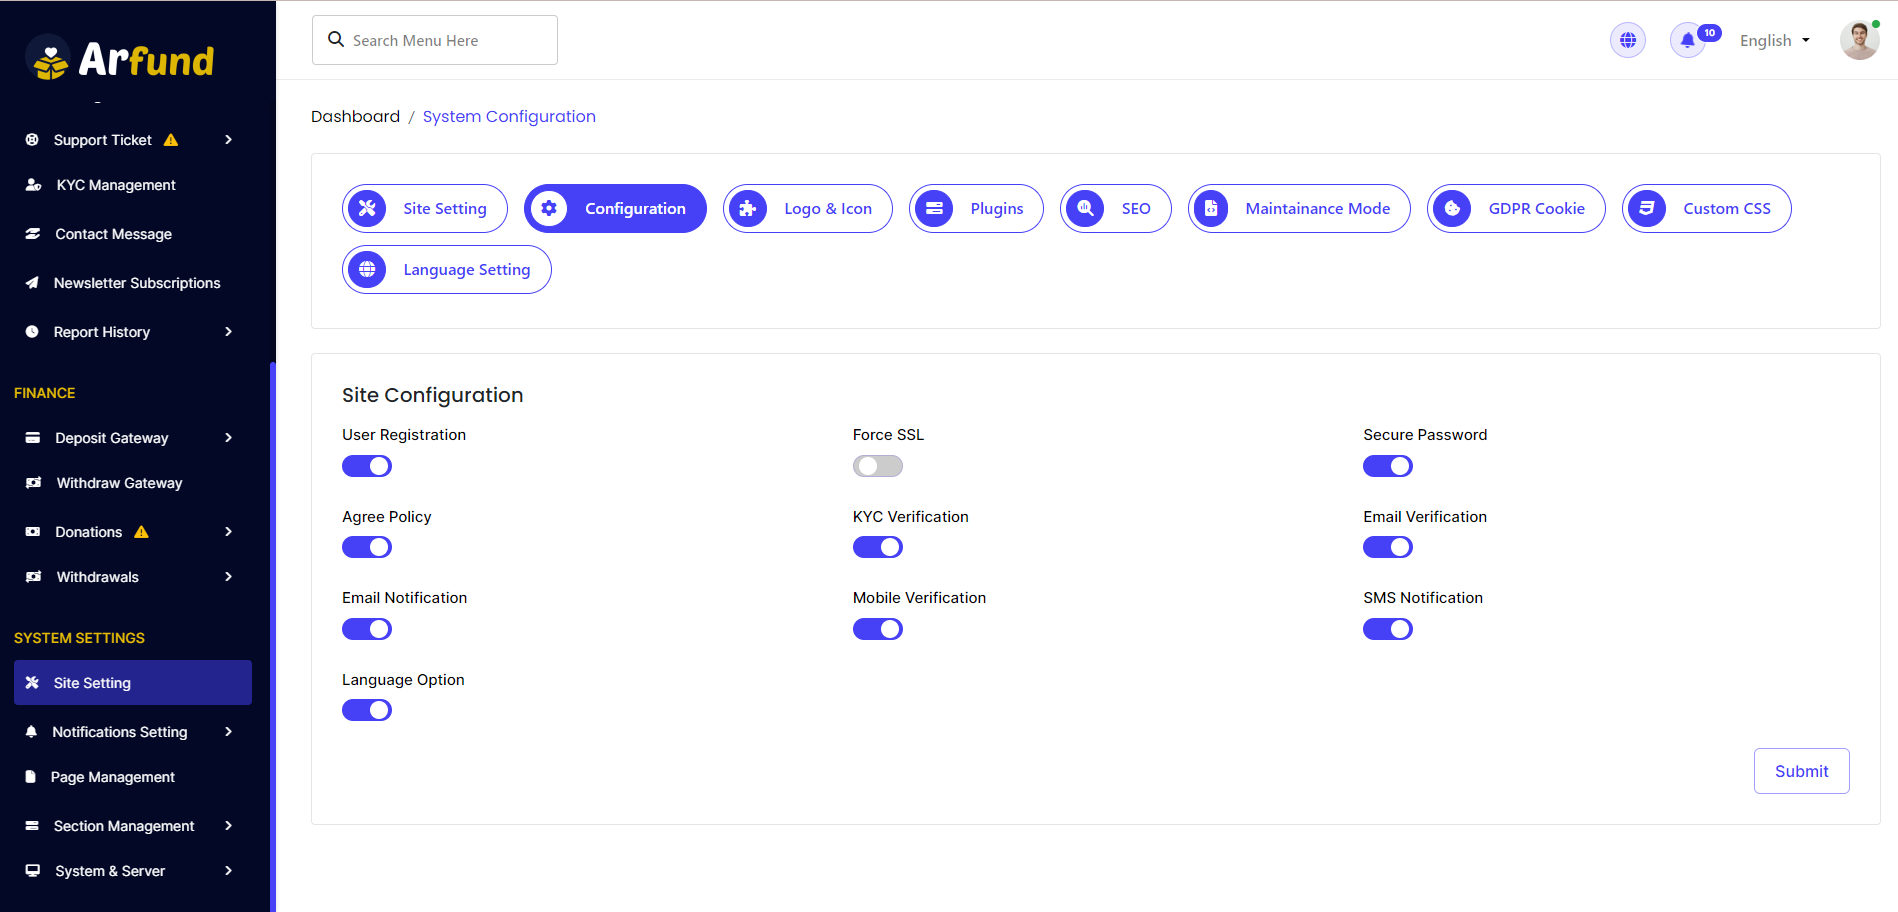 Arfund
Support Ticket
KYC Management
Contact Message
Newsletter Subscriptions
Report History
FINANCE
Deposit Gateway
Withdraw Gateway
Donations
Withdrawals
SYSTEM SETTINGS
Site Setting
Notifications Setting
Page Management
Section Management
System & Server
Search Menu Here
10
English
Dashboard / System Configuration
Site Setting
Configuration
Logo & Icon
Plugins
SEO
Maintainance Mode
GDPR Cookie
Custom CSS
Language Setting
Site Configuration
User Registration
Force SSL
Secure Password
Agree Policy
KYC Verification
Email Verification
Email Notification
Mobile Verification
SMS Notification
Language Option
Submit